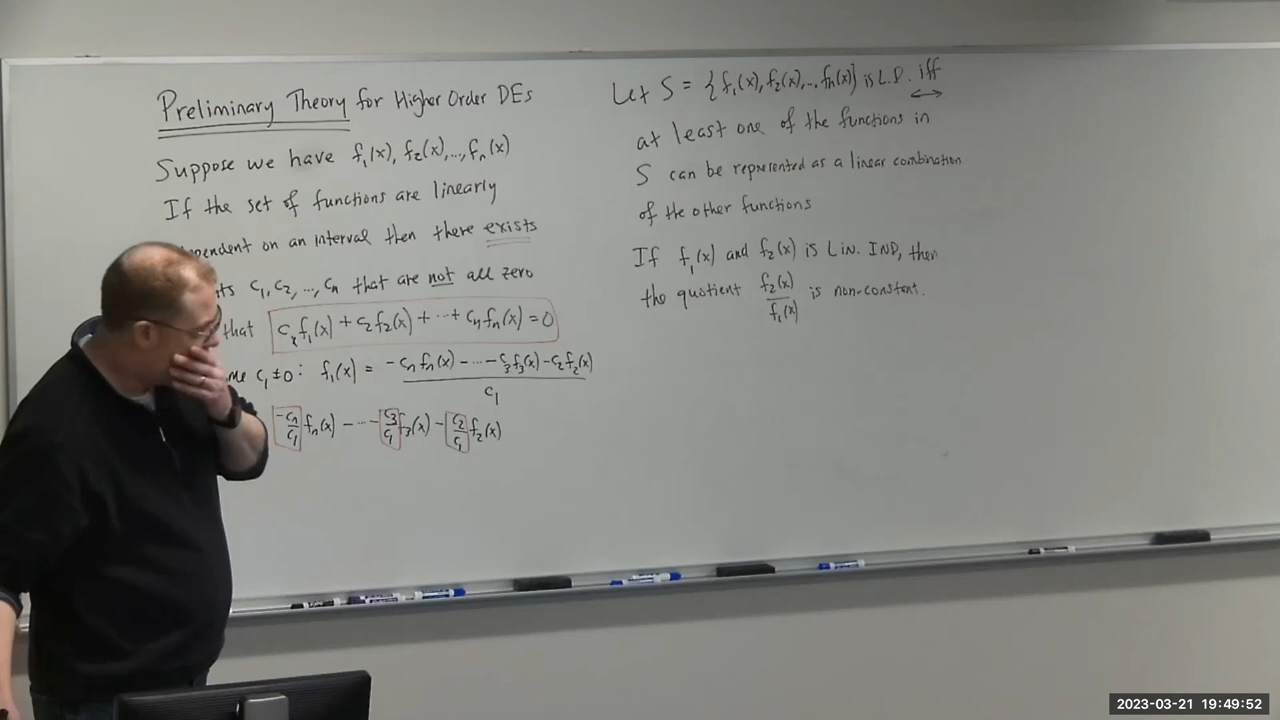 Preliminary Theory for Higher Order DEs
Suppose we have f₁(x), f₂(x),..., fₙ(x)
If the set of functions are linearly
pendent on an interval then there exists
ts c₁, c₂, ..., cₙ that are not all zero
that c₁f₁(x) + c₂f₂(x) + ··· + cₙfₙ(x) = 0
me c₁ ≠ 0: f₁(x) = (-cₙfₙ(x) - ··· - c₃f₃(x) - c₂f₂(x)) / c₁
-cₙ/c₁ fₙ(x) - ··· - c₃/c₁ f₃(x) - c₂/c₁ f₂(x)
Let S = {f₁(x), f₂(x),.., fₙ(x)} is L.D. iff
↔
at least one of the functions in
S can be represented as a linear combination
of the other functions
If f₁(x) and f₂(x) is Lin. IND, then
the quotient f₂(x)/f₁(x) is non-constant.
2023-03-21 19:49:52